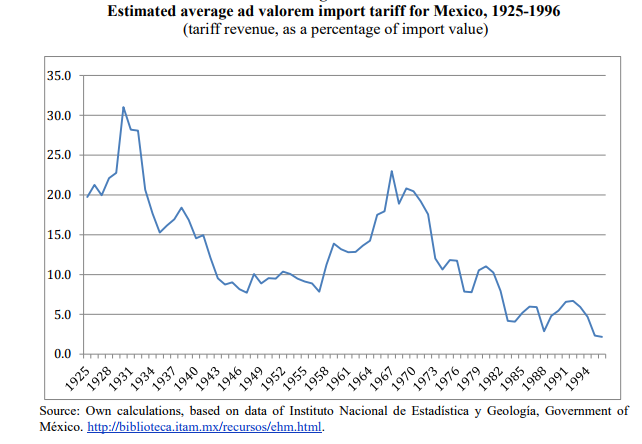 Estimated average ad valorem import tariff for Mexico, 1925-1996
(tariff revenue, as a percentage of import value)
35.0
30.0
25.0
20.0
15.0
10.0
5.0
0.0
1925 1928 1931 1934 1937 1940 1943 1946 1949 1952 1955 1958 1961 1964 1967 1970 1973 1976 1979 1982 1985 1988 1991 1994
Source: Own calculations, based on data of Instituto Nacional de Estadística y Geología, Government of
México. http://biblioteca.itam.mx/recursos/ehm.html.